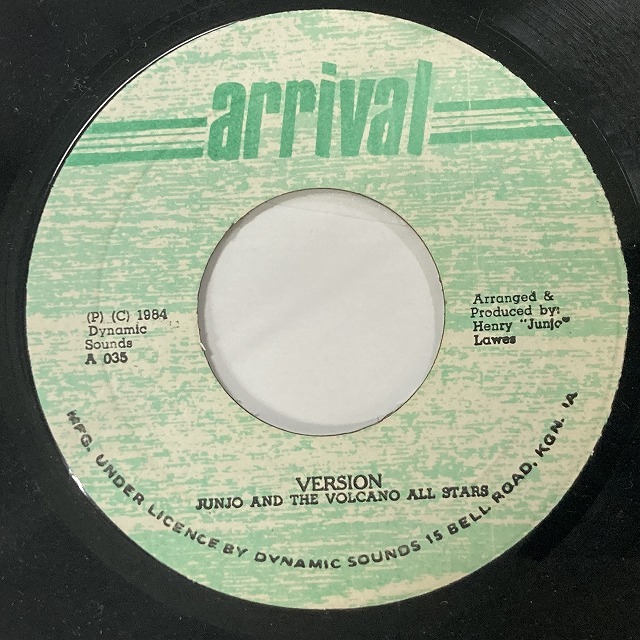 arrival
(P) (C) 1984
Dynamic
Sounds
A 035
Arranged &
Produced by:
Henry "Junjo"
Lawes
VERSION
JUNJO AND THE VOLCANO ALL STARS
MFG. UNDER LICENCE BY DYNAMIC SOUNDS 15 BELL ROAD. KGN. 1A